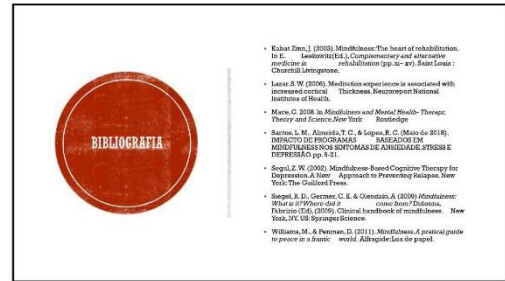 BIBLIOGRAFIA
• Kabat Zinn, J. (2003). Mindfulness: The heart of rehabilitation.
In E. Leskowitz(Ed.), Complementary and alternative
medicine in rehabilitation (pp. xi– xv). Saint Louis :
Churchill Livingstone.
• Lazar, S. W. (2006). Meditation experience is associated with
increased cortical Thickness. Neuroreport National
Institutes of Health.
• Mace, C. 2008. In Mindfulness and Mental Health- Therapy,
Theory and Science. New York Routledge
• Santos, L. M., Almeida, T. C., & Lopes, R. C. (Maio de 2018).
IMPACTO DE PROGRAMAS BASEADOS EM
MINDFULNESS NOS SINTOMAS DE ANSIEDADE, STRESS E
DEPRESSÃO, pp. 9-21.
• Segal, Z. W. (2002). Mindfulness-Based Cognitive Therapy for
Depression. A New Approach to Preventing Relapse. New
York: The Guilford Press.
• Siegel, R. D., Germer, C. K. & Olendzki, A (2009) Mindfulness:
What is it? Where did it come from? Didonna,
Fabrizio (Ed), (2009). Clinical handbook of mindfulness. New
York, NY, US: Springer Science.
• Williams, M., & Penman, D. (2011). Mindfulness. A pratical guide
to peace in a frantic world. Alfragide: Lua de papel.